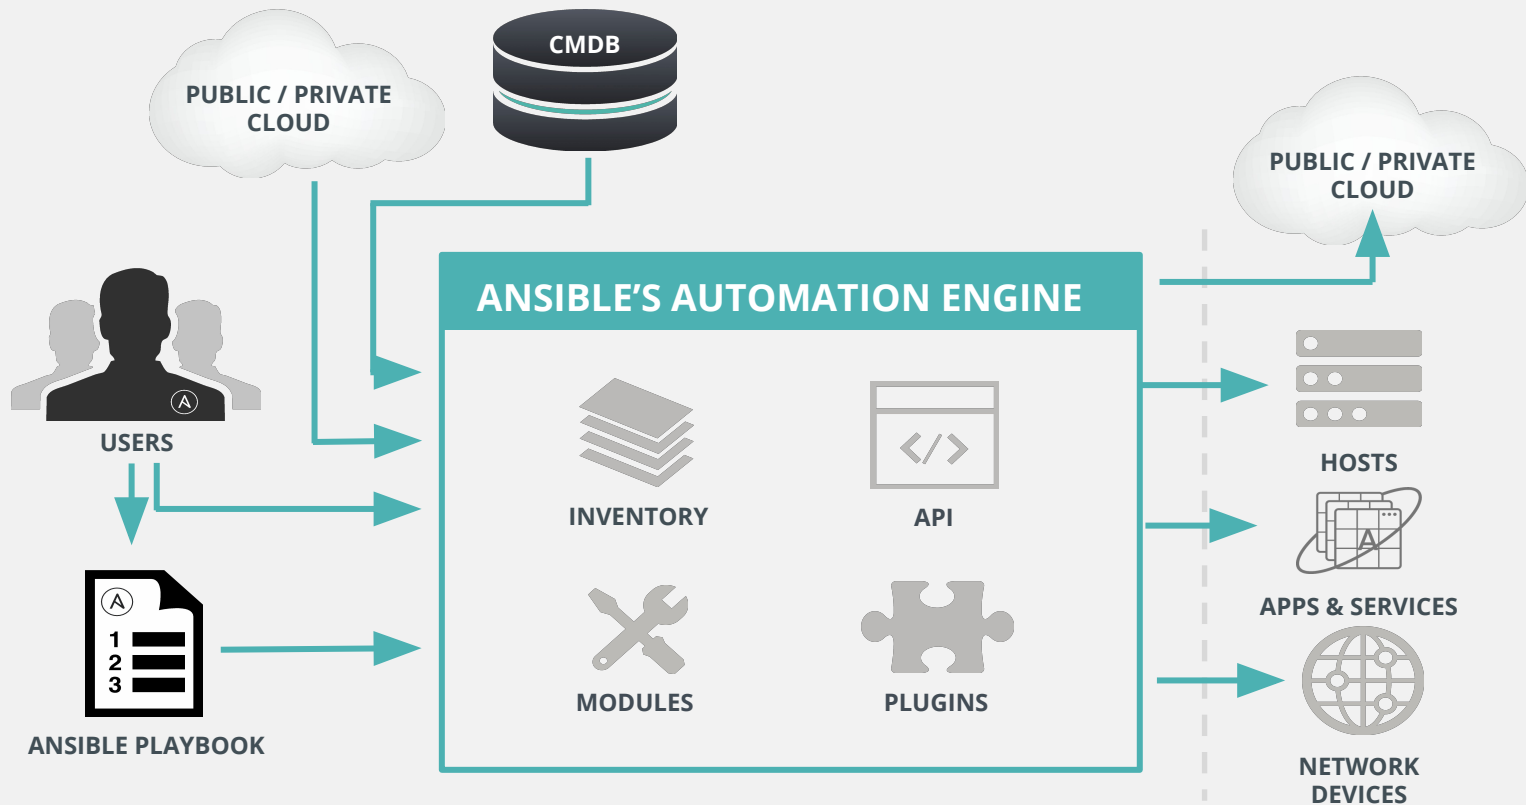 CMDB
PUBLIC / PRIVATE
CLOUD
PUBLIC / PRIVATE
CLOUD
ANSIBLE’S AUTOMATION ENGINE
USERS
HOSTS
INVENTORY
API
</>
A
APPS & SERVICES
A
1
2
3
MODULES
PLUGINS
ANSIBLE PLAYBOOK
NETWORK
DEVICES